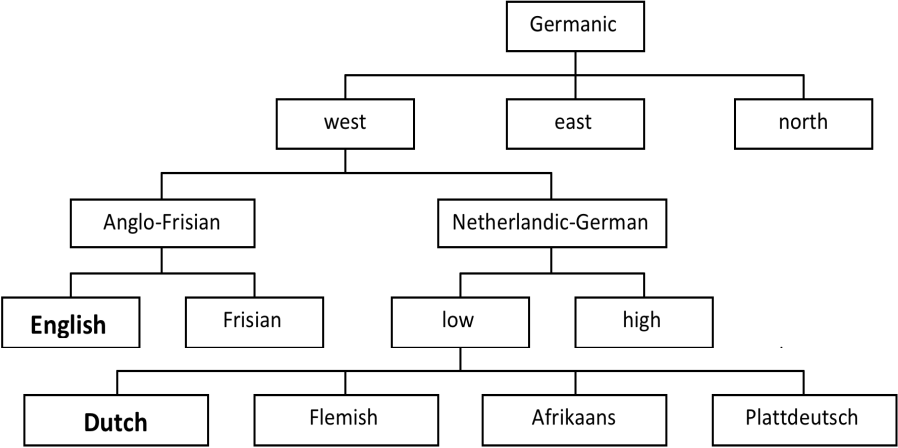 Germanic
west
east
north
Anglo-Frisian
Netherlandic-German
English
Frisian
low
high
Dutch
Flemish
Afrikaans
Plattdeutsch